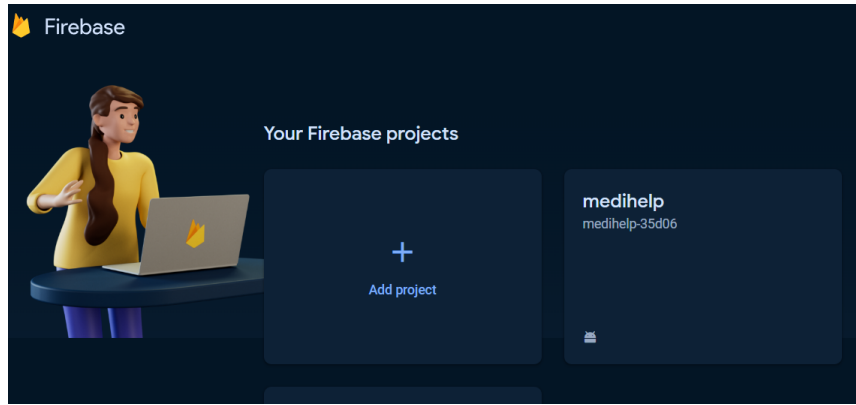 Firebase
Your Firebase projects
Add project
medihelp
medihelp-35d06